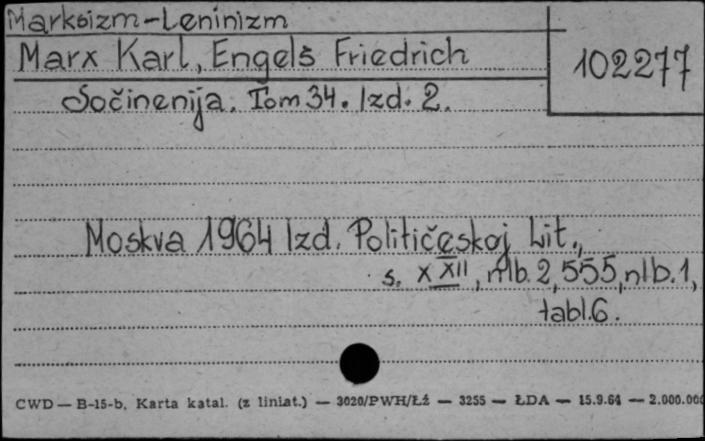 Marksizm-Leninizm
Marx Karl, Engelš Friedrich
102277
Sočinenija. Tom 34. Izd. 2.
Moskva 1964 Izd. Političeskoj Lit.,
s. XXII, nlb. 2, 555, nlb. 1,
tabl. 6.
CWD — B-15-b, Karta katal. (z liniat.) — 3020/PWH/Łź — 3255 — ŁDA — 15.9.64 — 2.000.000